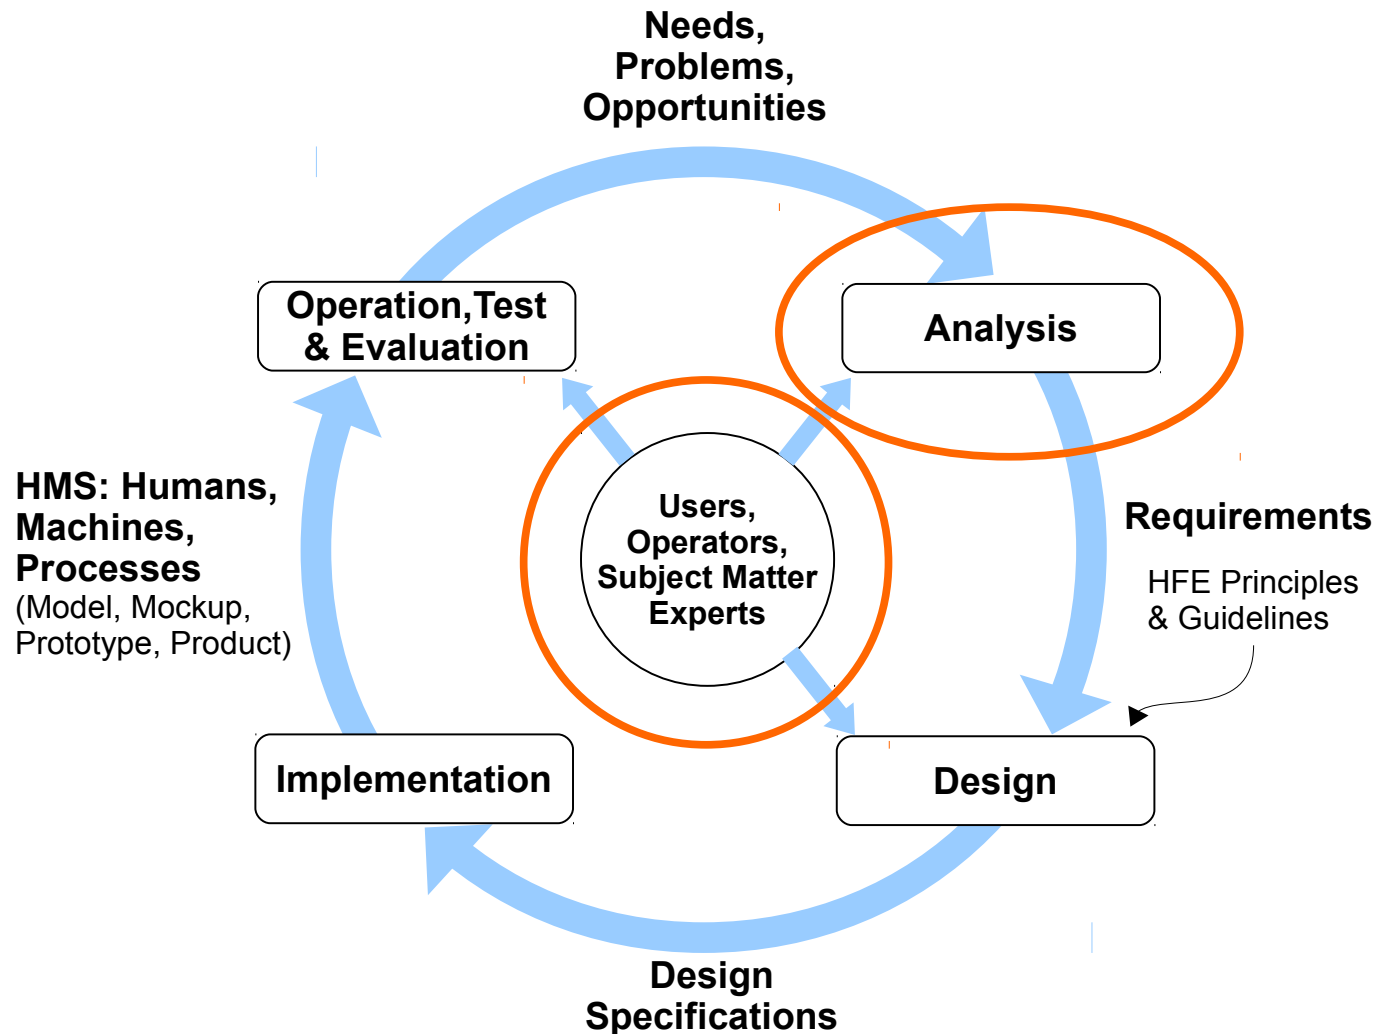 Needs,
Problems,
Opportunities
Operation,Test
& Evaluation
Analysis
Users,
Operators,
Subject Matter
Experts
HMS: Humans,
Machines,
Processes
(Model, Mockup,
Prototype, Product)
Requirements
HFE Principles
& Guidelines
Implementation
Design
Design
Specifications